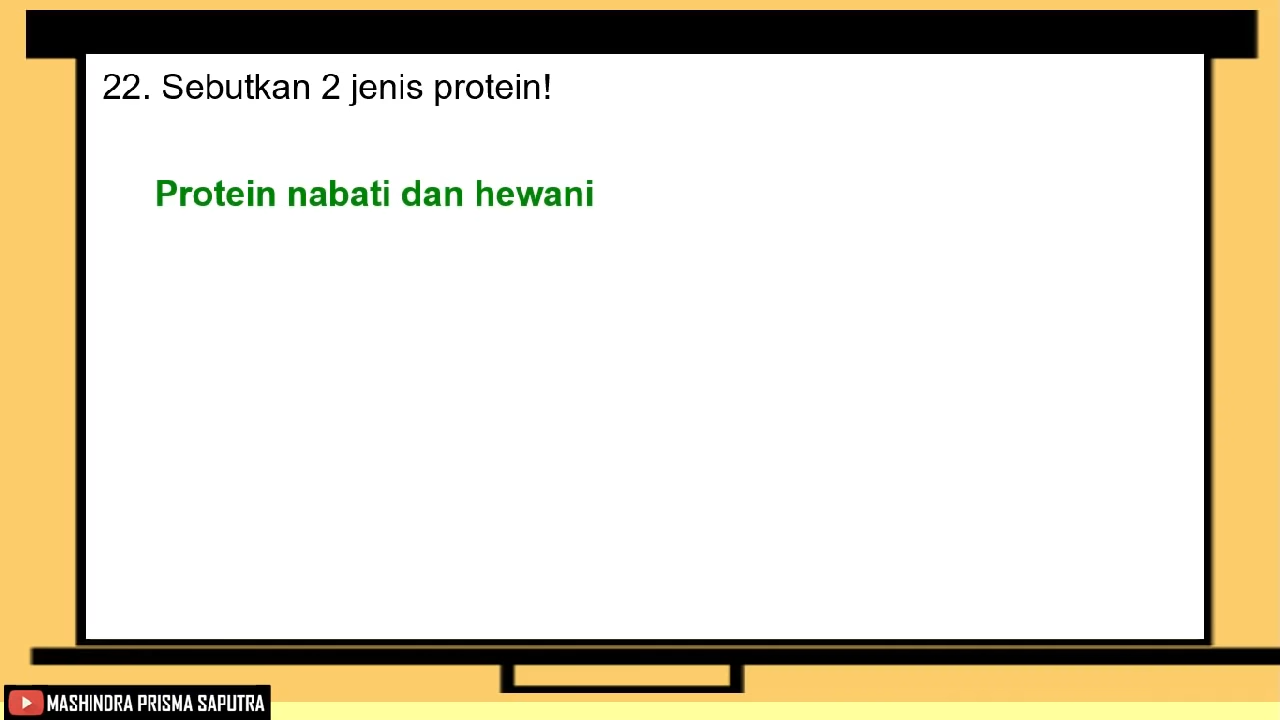 22. Sebutkan 2 jenis protein!
Protein nabati dan hewani
MASHINDRA PRISMA SAPUTRA